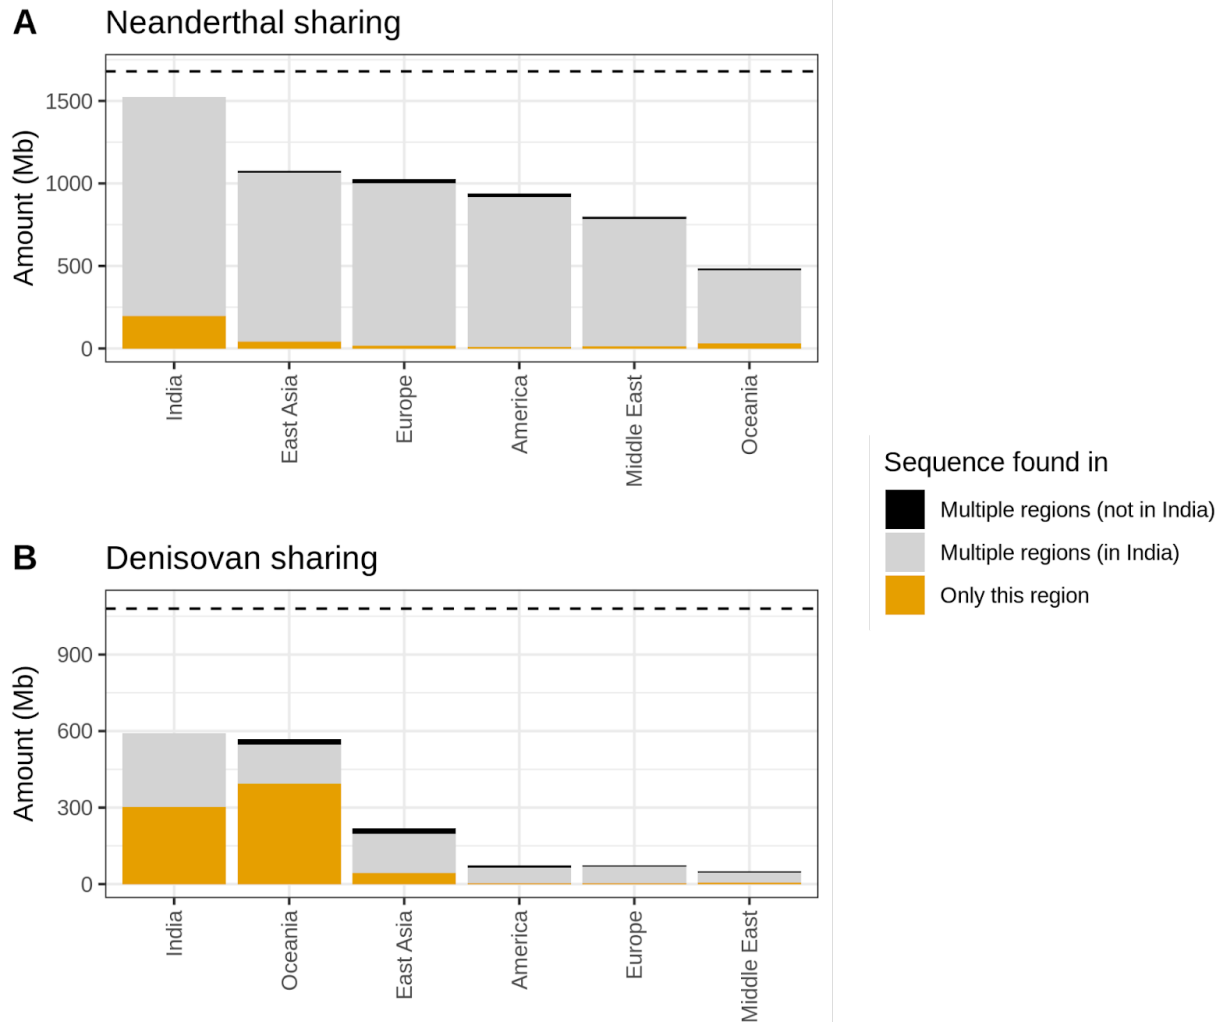 A Neanderthal sharing
Amount (Mb)
1500
1000
500
0
India
East Asia
Europe
America
Middle East
Oceania
B Denisovan sharing
Amount (Mb)
900
600
300
0
India
Oceania
East Asia
America
Europe
Middle East
Sequence found in
Multiple regions (not in India)
Multiple regions (in India)
Only this region